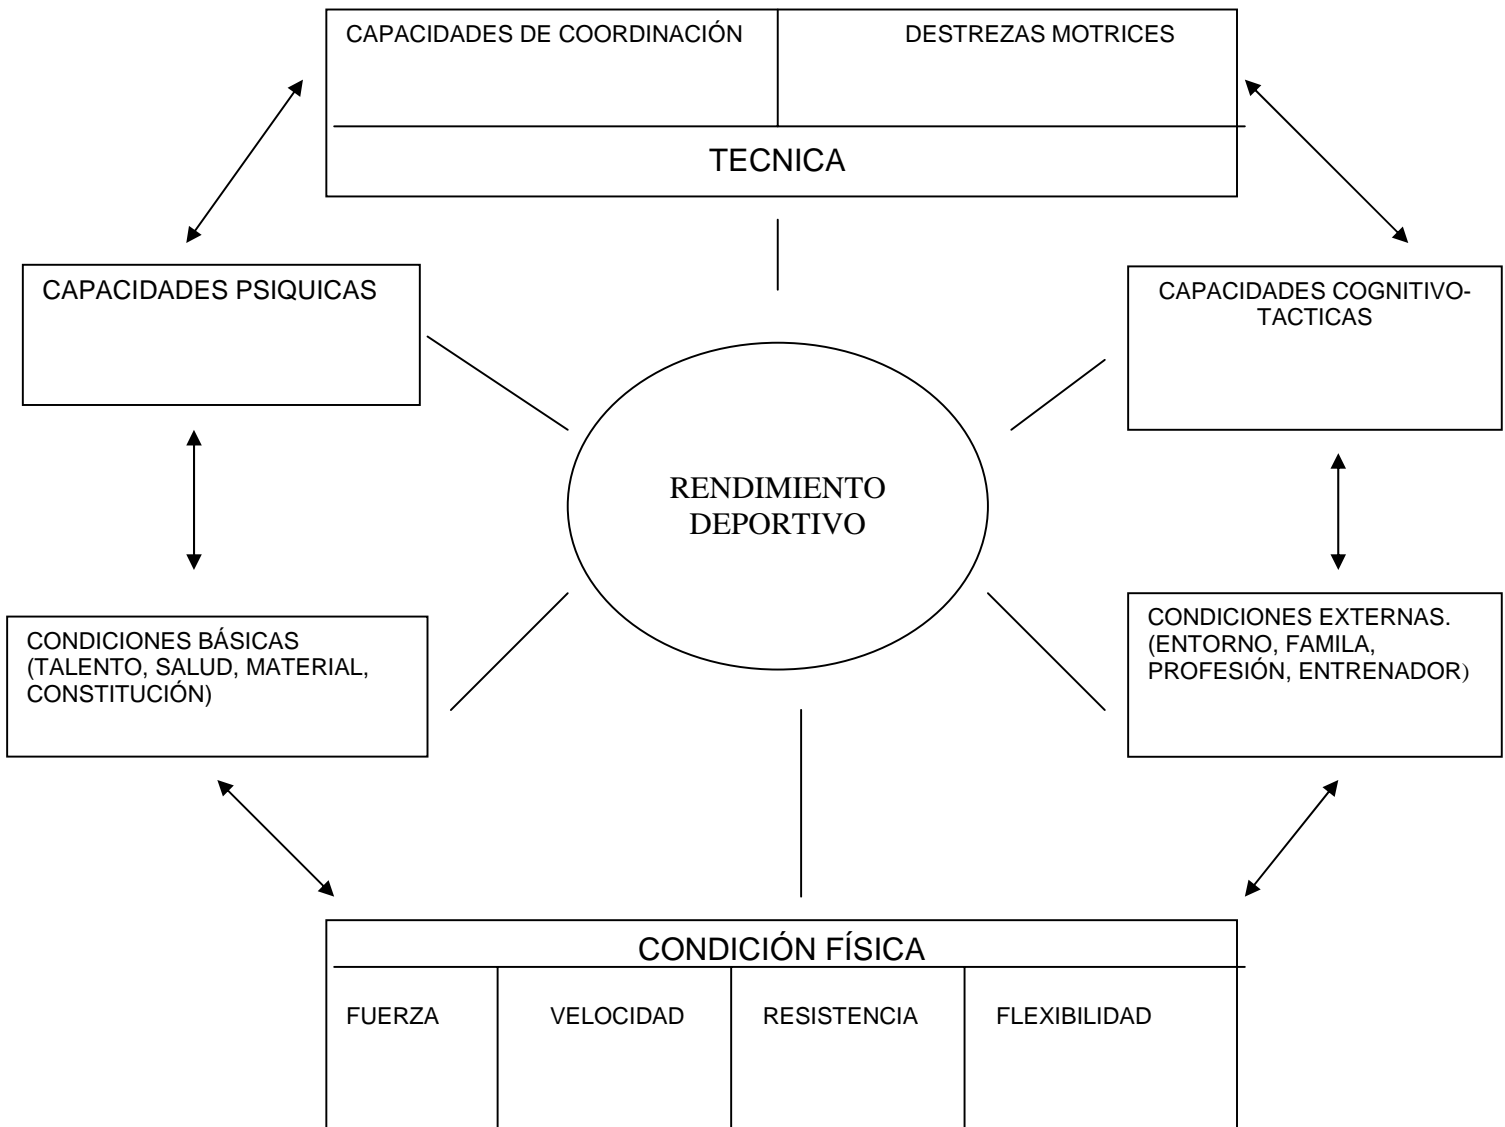 CAPACIDADES DE COORDINACIÓN
DESTREZAS MOTRICES
TECNICA
CAPACIDADES PSIQUICAS
CAPACIDADES COGNITIVO-
TACTICAS
RENDIMIENTO
DEPORTIVO
CONDICIONES BÁSICAS
(TALENTO, SALUD, MATERIAL,
CONSTITUCIÓN)
CONDICIONES EXTERNAS.
(ENTORNO, FAMILA,
PROFESIÓN, ENTRENADOR)
CONDICIÓN FÍSICA
FUERZA
VELOCIDAD
RESISTENCIA
FLEXIBILIDAD